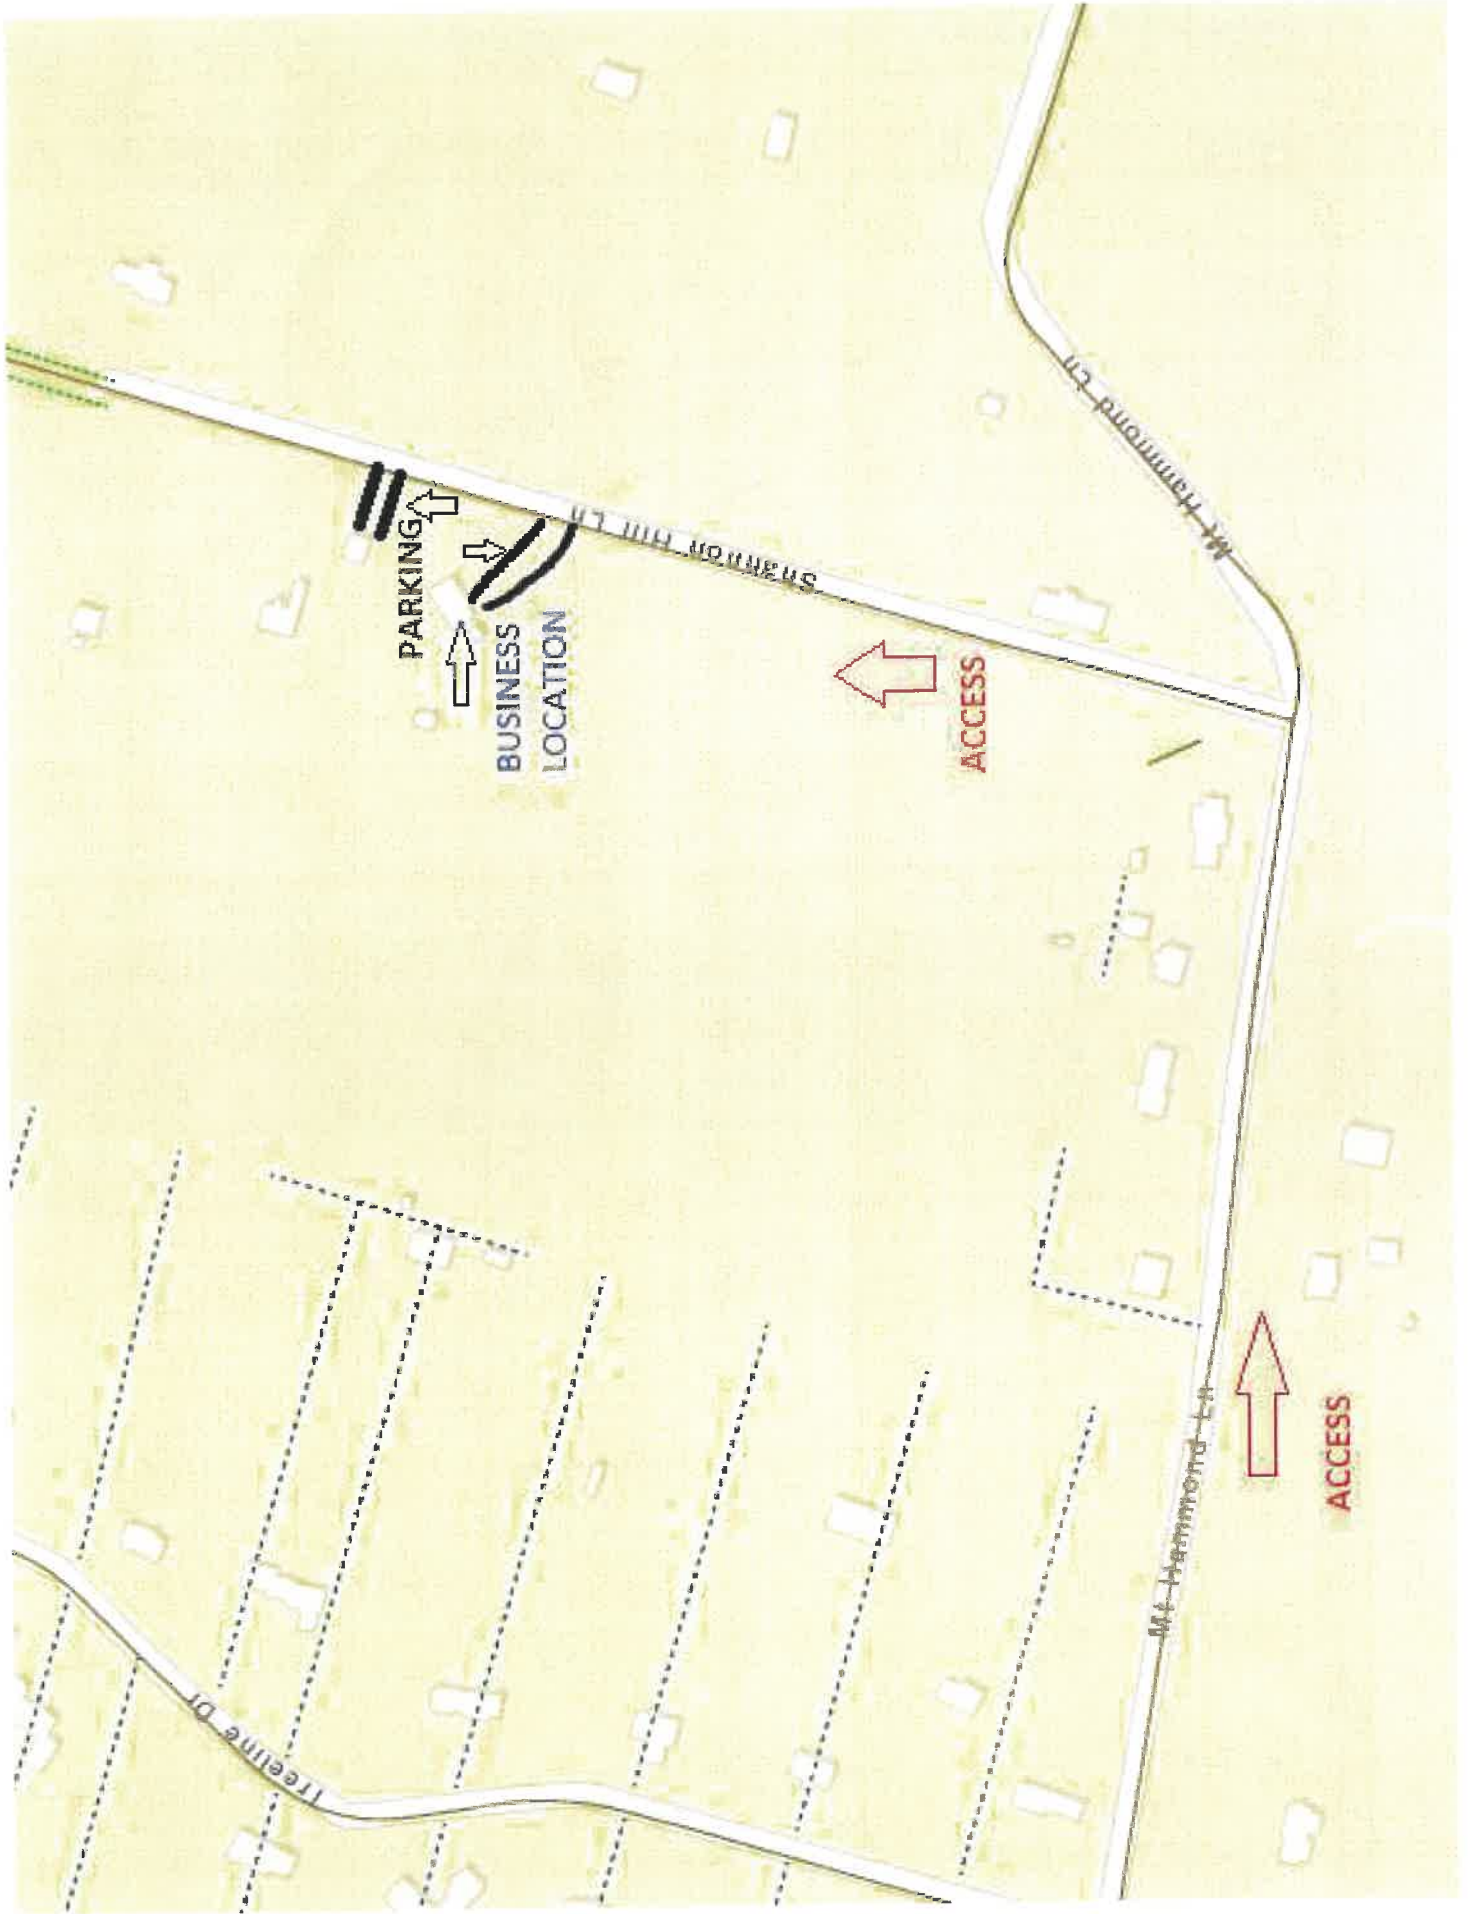 PARKING
BUSINESS
LOCATION
Shannon Hill Ln
Mt Hammond Ln
ACCESS
Treeline Dr
Mt Hammond Ln
ACCESS